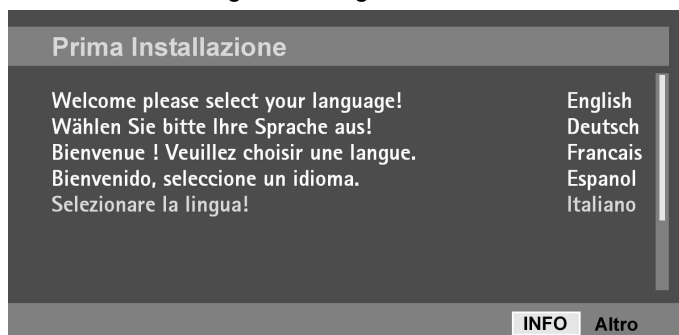 Prima Installazione
Welcome please select your language! English
Wählen Sie bitte Ihre Sprache aus! Deutsch
Bienvenue ! Veuillez choisir une langue. Francais
Bienvenido, seleccione un idioma. Espanol
Selezionare la lingua! Italiano
INFO Altro